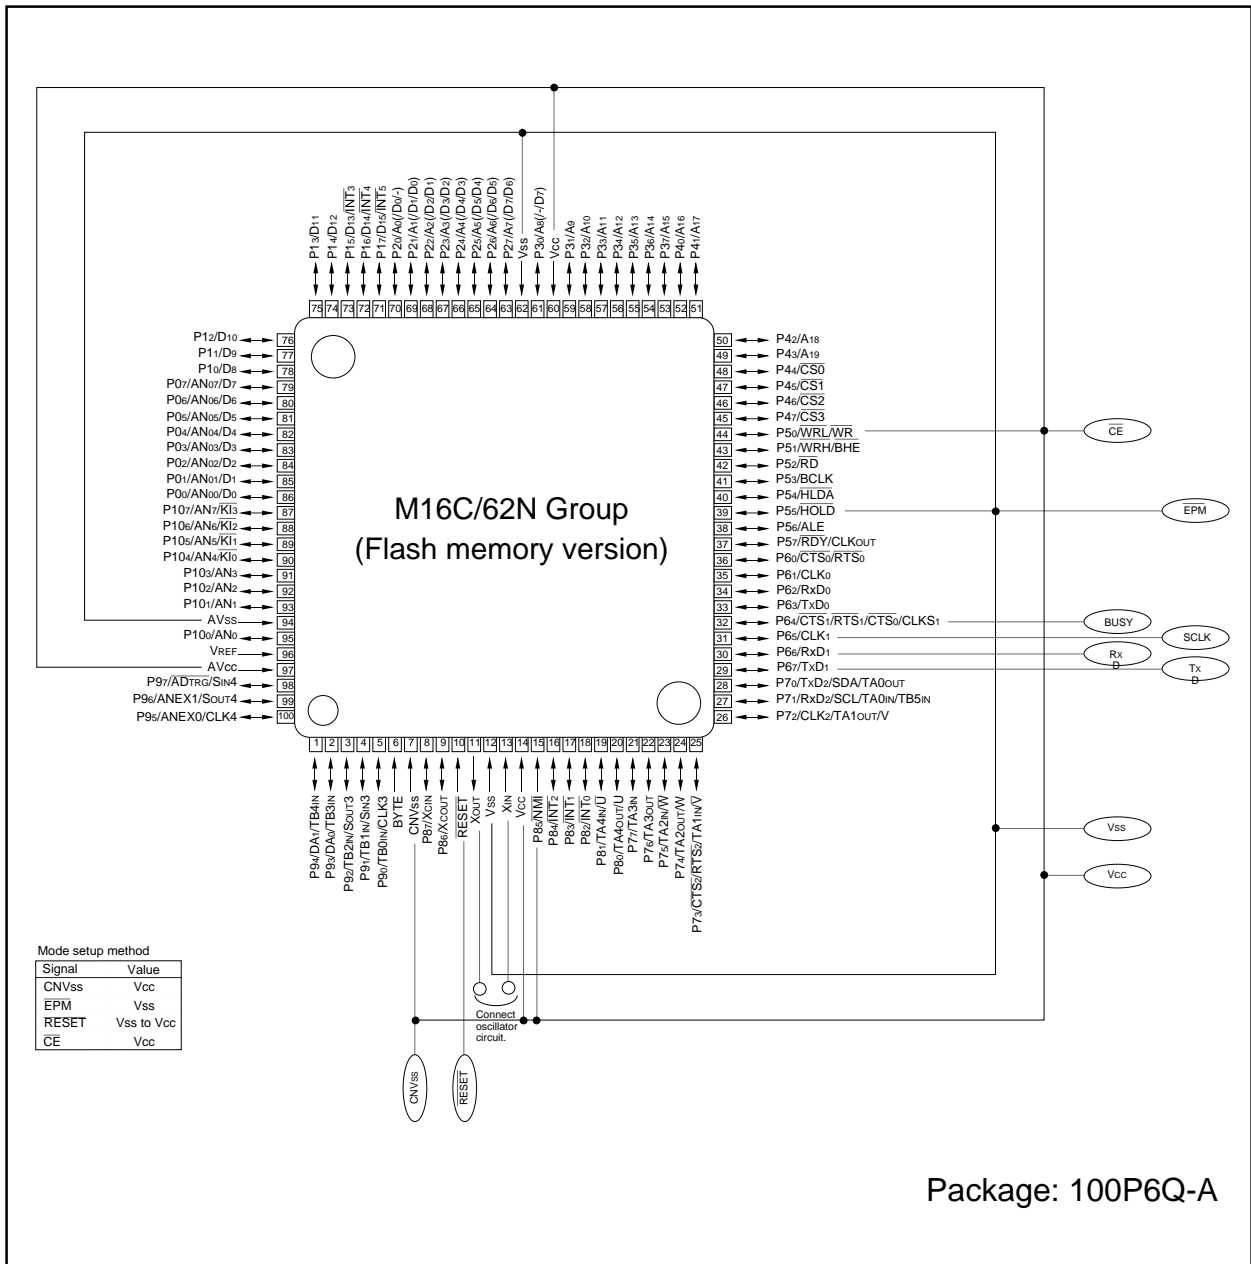 P13/D11
P14/D12
P15/D13/INT3
P16/D14/INT4
P17/D15/INT5
P20/A0(/D0/-)
P21/A1(/D1/D0)
P22/A2(/D2/D1)
P23/A3(/D3/D2)
P24/A4(/D4/D3)
P25/A5(/D5/D4)
P26/A6(/D6/D5)
P27/A7(/D7/D6)
Vss
P30/A8(/-/D7)
Vcc
P31/A9
P32/A10
P33/A11
P34/A12
P35/A13
P36/A14
P37/A15
P40/A16
P41/A17
75 74 73 72 71 70 69 68 67 66 65 64 63 62 61 60 59 58 57 56 55 54 53 52 51
P12/D10 76
P11/D9 77
P10/D8 78
P07/AN07/D7 79
P06/AN06/D6 80
P05/AN05/D5 81
P04/AN04/D4 82
P03/AN03/D3 83
P02/AN02/D2 84
P01/AN01/D1 85
P00/AN00/D0 86
P107/AN7/KI3 87
P106/AN6/KI2 88
P105/AN5/KI1 89
P104/AN4/KI0 90
P103/AN3 91
P102/AN2 92
P101/AN1 93
AVss 94
P100/AN0 95
VREF 96
AVcc 97
P97/ADTRG/SIN4 98
P96/ANEX1/SOUT4 99
P95/ANEX0/CLK4 100
M16C/62N Group
(Flash memory version)
50 P42/A18
49 P43/A19
48 P44/CS0
47 P45/CS1
46 P46/CS2
45 P47/CS3
44 P50/WRL/WR
43 P51/WRH/BHE
42 P52/RD
41 P53/BCLK
40 P54/HLDA
39 P55/HOLD
38 P56/ALE
37 P57/RDY/CLKOUT
36 P60/CTS0/RTS0
35 P61/CLK0
34 P62/RxD0
33 P63/TxD0
32 P64/CTS1/RTS1/CTS0/CLKS1
31 P65/CLK1
30 P66/RxD1
29 P67/TxD1
28 P70/TxD2/SDA/TA0OUT
27 P71/RxD2/SCL/TA0IN/TB5IN
26 P72/CLK2/TA1OUT/V
CE
EPM
BUSY
SCLK
Rx
D
Tx
D
Vss
Vcc
1 2 3 4 5 6 7 8 9 10 11 12 13 14 15 16 17 18 19 20 21 22 23 24 25
P94/DA1/TB4IN
P93/DA0/TB3IN
P92/TB2IN/SOUT3
P91/TB1IN/SIN3
P90/TB0IN/CLK3
BYTE
CNVss
P87/XCIN
P86/XCOUT
RESET
XOUT
Vss
XIN
Vcc
P85/NMI
P84/INT2
P83/INT1
P82/INT0
P81/TA4IN/U
P80/TA4OUT/U
P77/TA3IN
P76/TA3OUT
P75/TA2IN/W
P74/TA2OUT/W
P73/CTS2/RTS2/TA1IN/V
Connect
oscillator
circuit.
CNVss
RESET
Mode setup method
Signal Value
CNVss Vcc
EPM Vss
RESET Vss to Vcc
CE Vcc
Package: 100P6Q-A